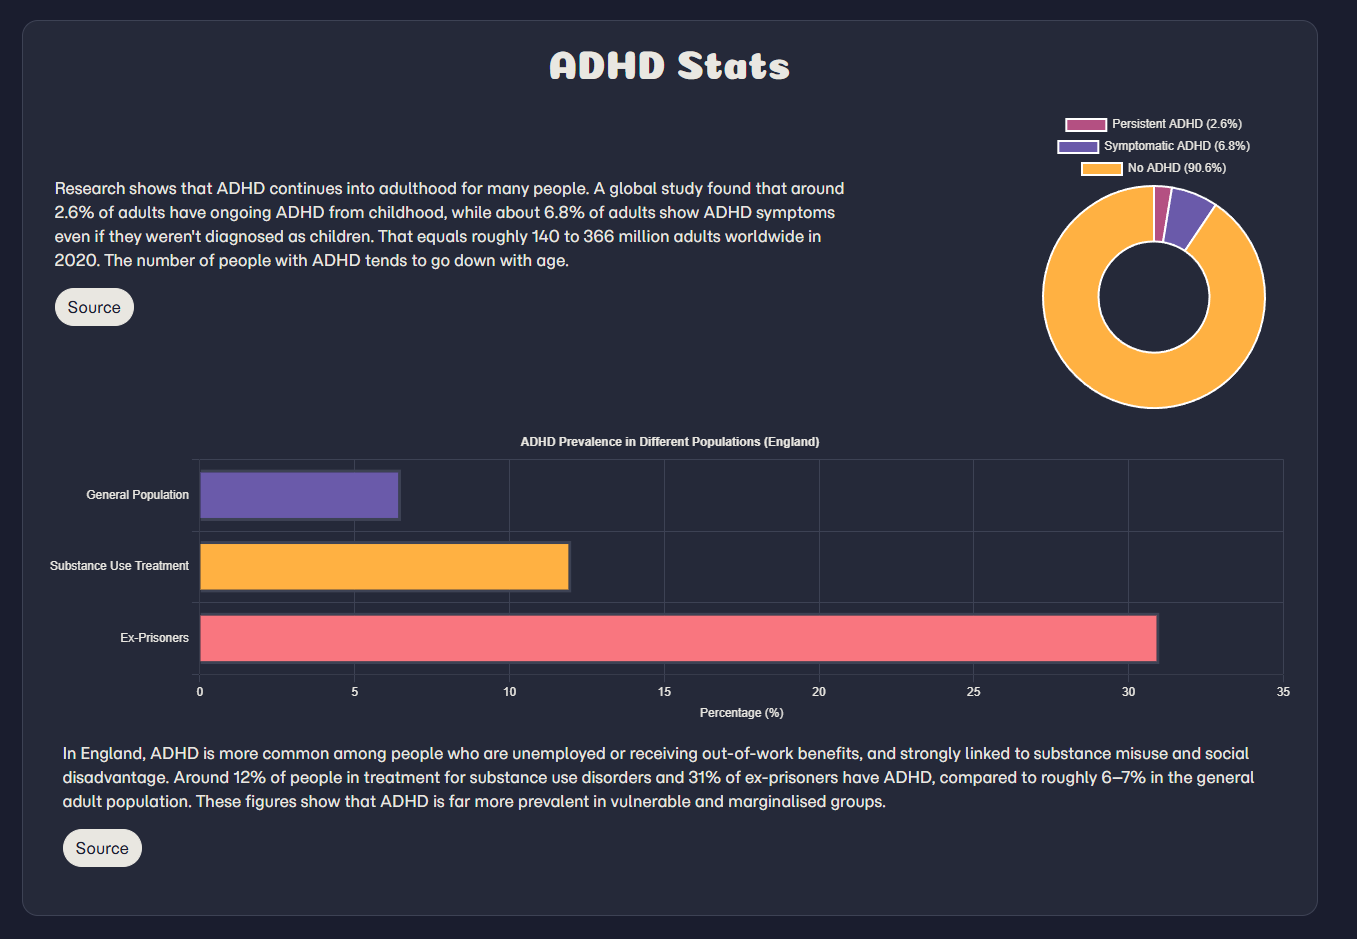 ADHD Stats
Persistent ADHD (2.6%)
Symptomatic ADHD (6.8%)
No ADHD (90.6%)
Research shows that ADHD continues into adulthood for many people. A global study found that around
2.6% of adults have ongoing ADHD from childhood, while about 6.8% of adults show ADHD symptoms
even if they weren't diagnosed as children. That equals roughly 140 to 366 million adults worldwide in
2020. The number of people with ADHD tends to go down with age.
Source
ADHD Prevalence in Different Populations (England)
General Population
Substance Use Treatment
Ex-Prisoners
0 5 10 15 20 25 30 35
Percentage (%)
In England, ADHD is more common among people who are unemployed or receiving out-of-work benefits, and strongly linked to substance misuse and social
disadvantage. Around 12% of people in treatment for substance use disorders and 31% of ex-prisoners have ADHD, compared to roughly 6–7% in the general
adult population. These figures show that ADHD is far more prevalent in vulnerable and marginalised groups.
Source